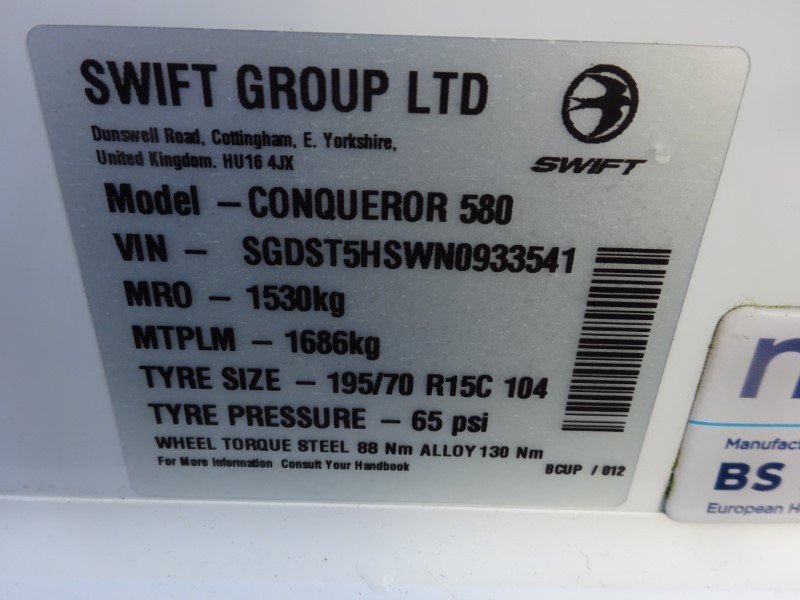 SWIFT GROUP LTD
Dunswell Road, Cottingham, E. Yorkshire,
United Kingdom. HU16 4JX
SWIFT
Model - CONQUEROR 580
VIN - SGDST5HSWN0933541
MRO - 1530kg
MTPLM - 1686kg
TYRE SIZE - 195/70 R15C 104
TYRE PRESSURE - 65 psi
WHEEL TORQUE STEEL 88 Nm ALLOY 130 Nm
For More Information Consult Your Handbook
BCUP / 012
BS
European